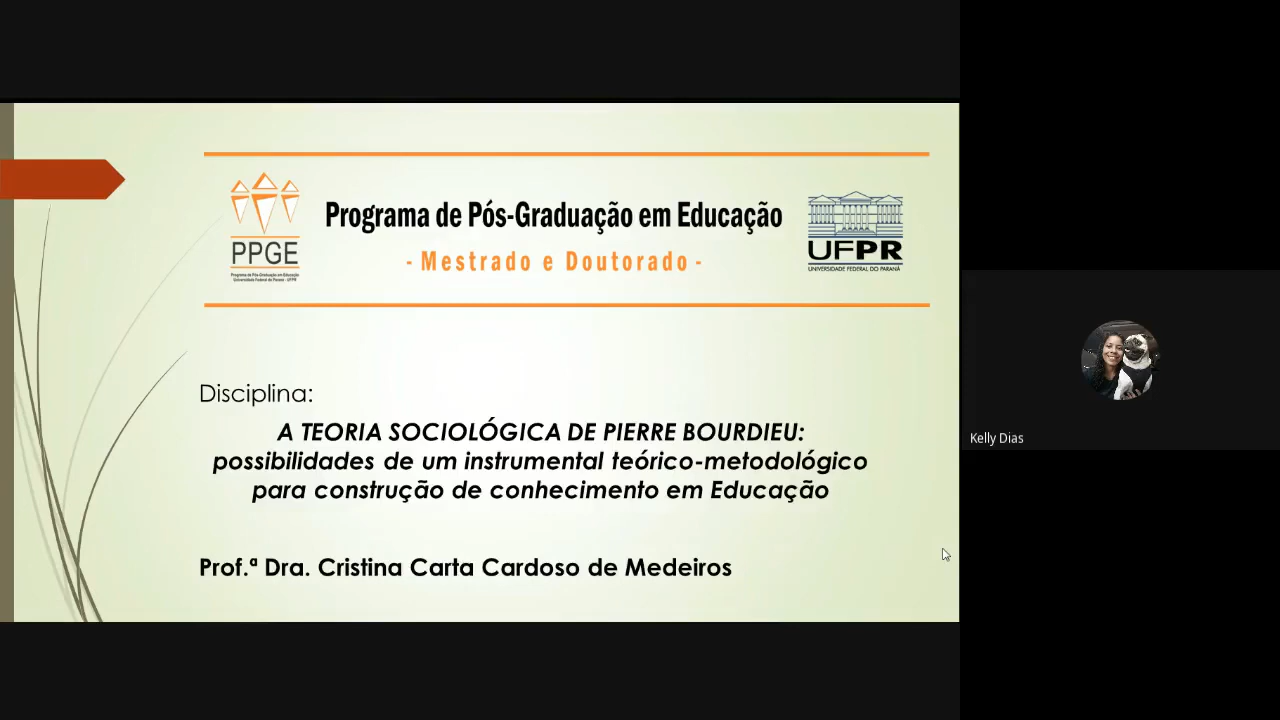 PPGE
Programa de Pós-Graduação em Educação
Universidade Federal do Paraná - UFPR
Programa de Pós-Graduação em Educação
- Mestrado e Doutorado -
UFPR
UNIVERSIDADE FEDERAL DO PARANÁ
Disciplina:
A TEORIA SOCIOLÓGICA DE PIERRE BOURDIEU:
possibilidades de um instrumental teórico-metodológico
para construção de conhecimento em Educação
Prof.ª Dra. Cristina Carta Cardoso de Medeiros
Kelly Dias